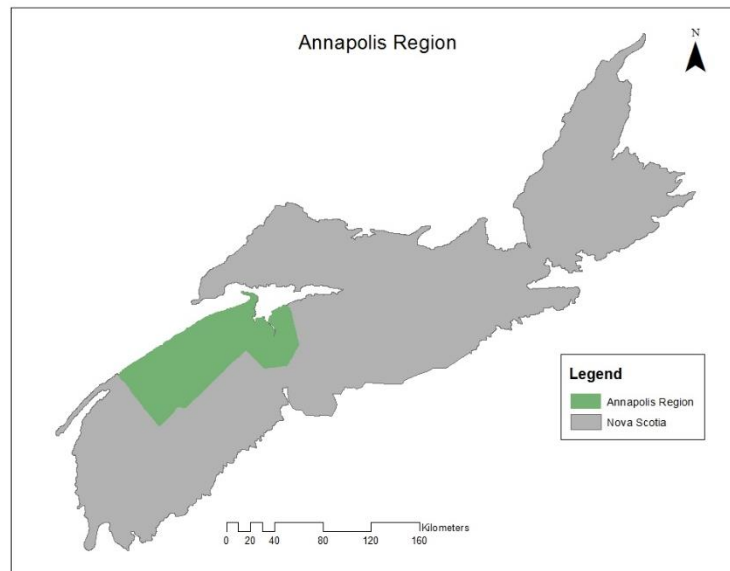 Annapolis Region
N
Legend
Annapolis Region
Nova Scotia
Kilometers
0 20 40 80 120 160